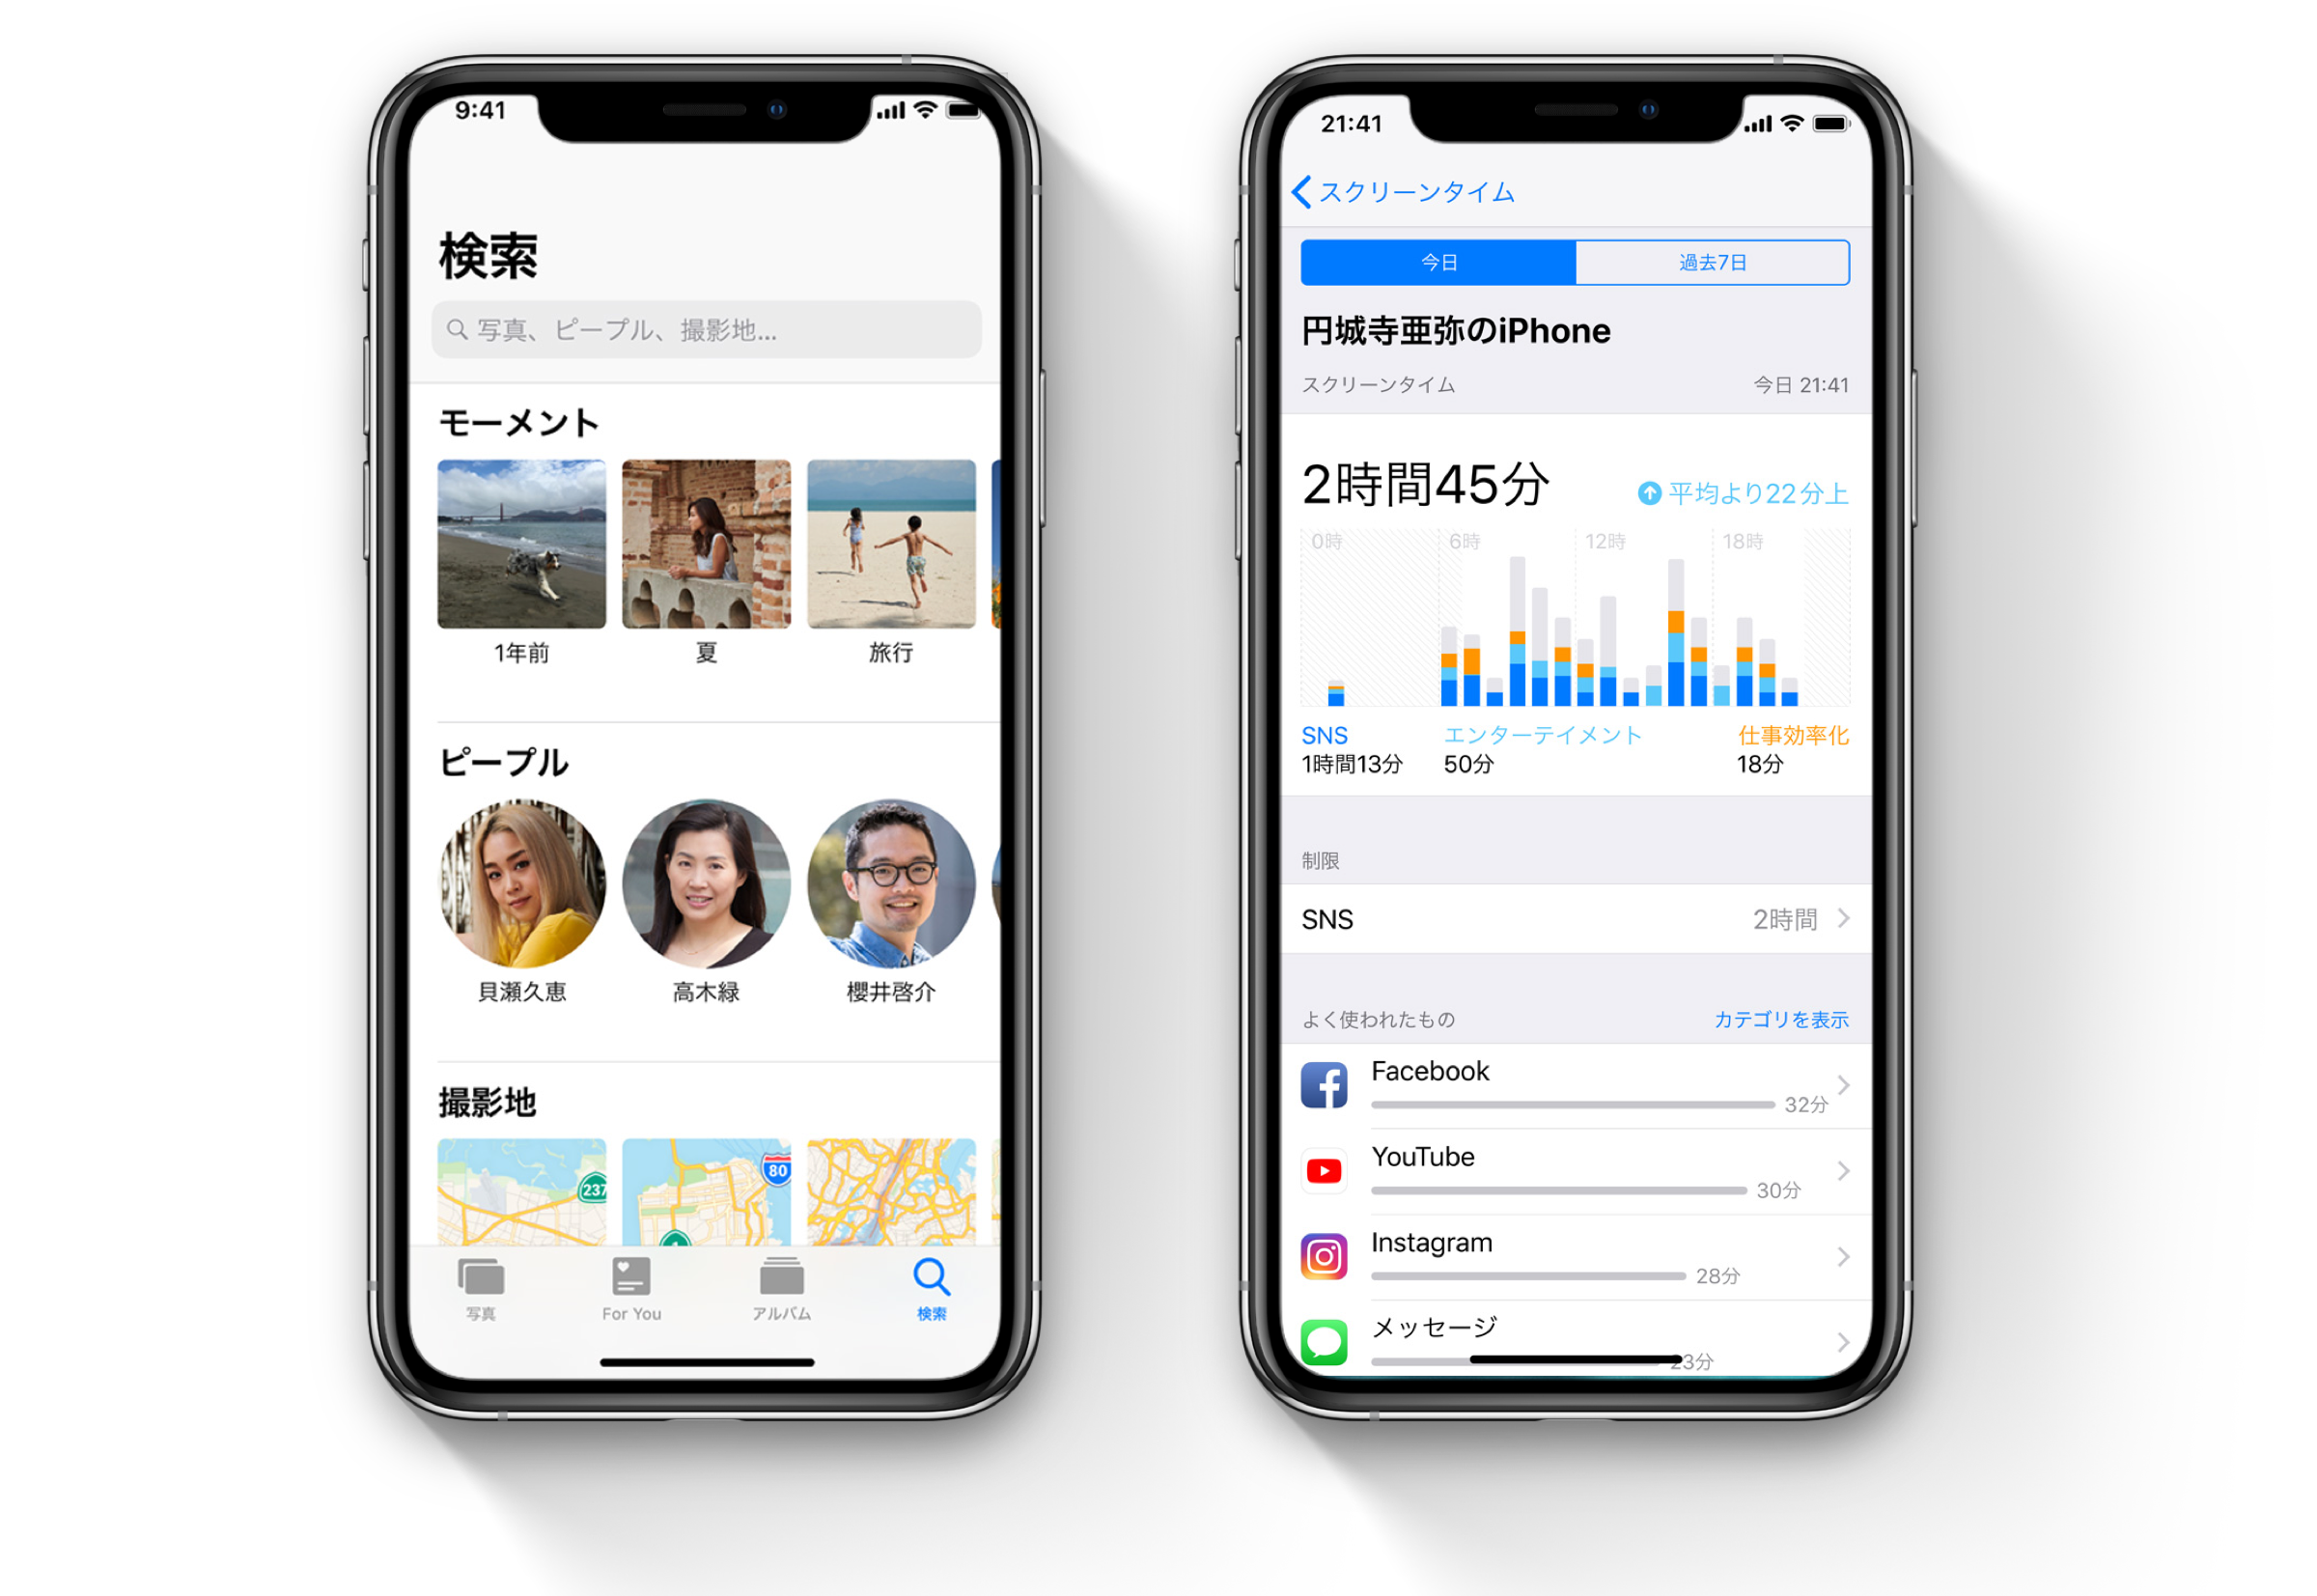 9:41
検索
写真、ピープル、撮影地...
モーメント
1年前
夏
旅行
ピープル
貝瀬久恵
高木緑
櫻井啓介
撮影地
237
80
1
写真
For You
アルバム
検索
21:41
スクリーンタイム
今日
過去7日
円城寺亜弥のiPhone
スクリーンタイム
今日 21:41
2時間45分
平均より22分上
0時
6時
12時
18時
SNS
エンターテイメント
仕事効率化
1時間13分
50分
18分
制限
SNS
2時間
よく使われたもの
カテゴリを表示
Facebook
32分
YouTube
30分
Instagram
28分
メッセージ
23分